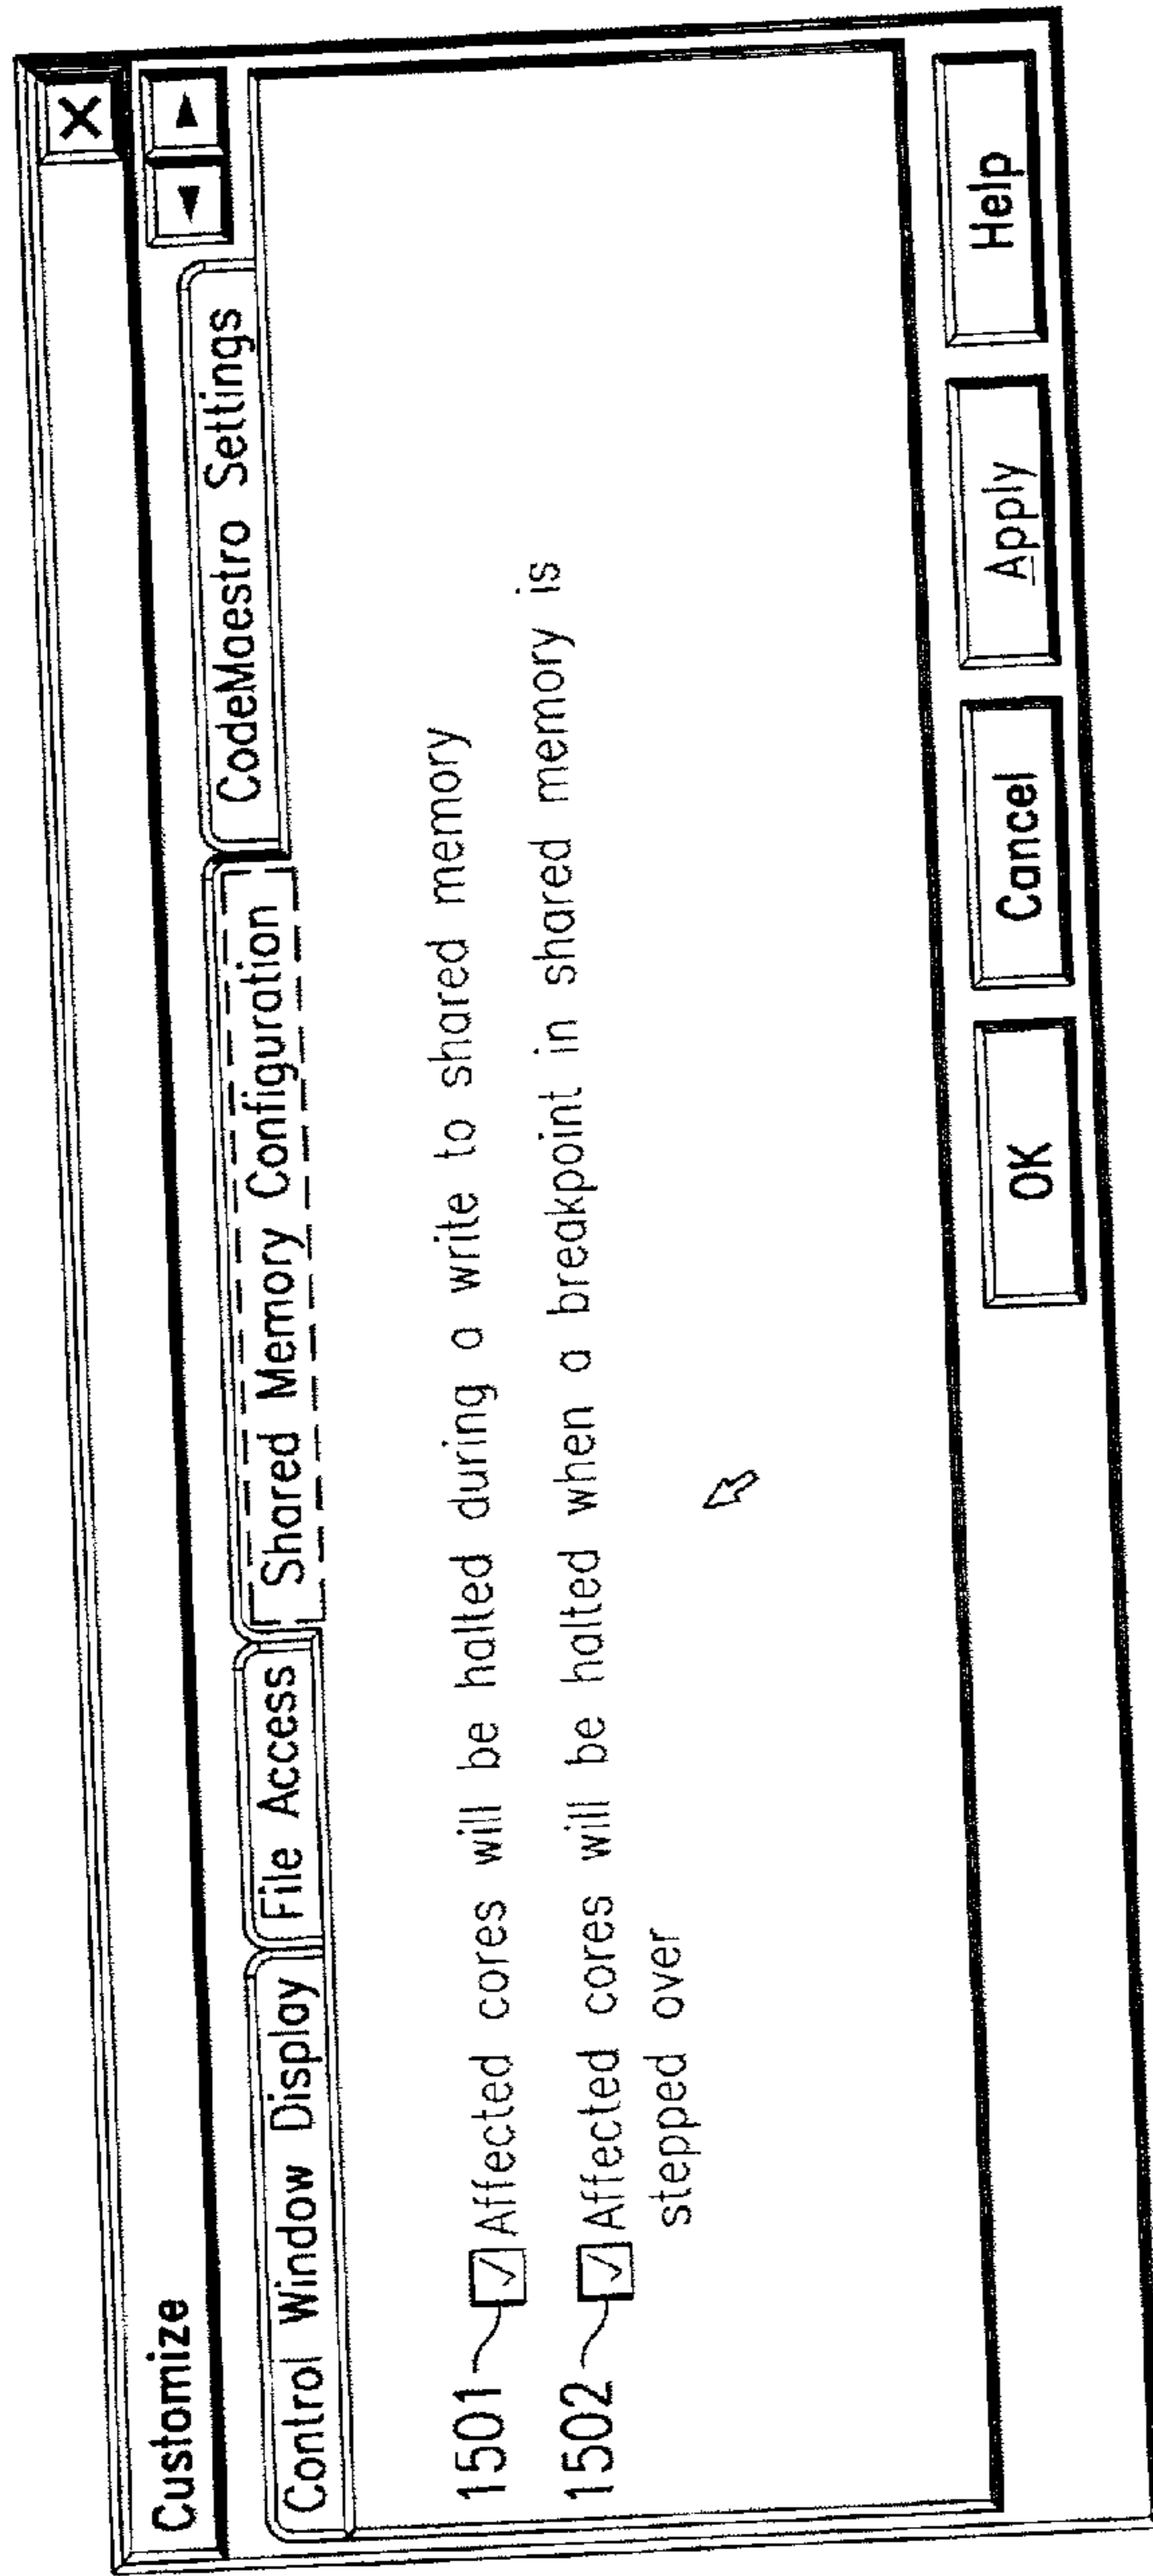 Customize
Control Window Display File Access Shared Memory Configuration CodeMaestro Settings
1501 Affected cores will be halted during a write to shared memory
1502 Affected cores will be halted when a breakpoint in shared memory is
stepped over
OK Cancel Apply Help